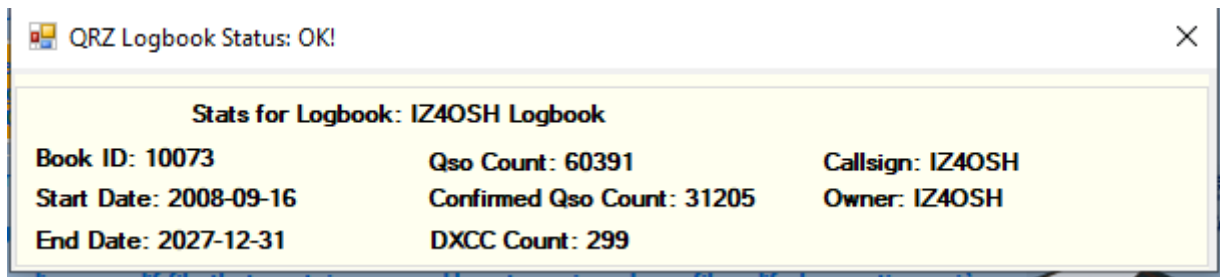 QRZ Logbook Status: OK!
Stats for Logbook: IZ4OSH Logbook
Book ID: 10073 Qso Count: 60391 Callsign: IZ4OSH
Start Date: 2008-09-16 Confirmed Qso Count: 31205 Owner: IZ4OSH
End Date: 2027-12-31 DXCC Count: 299